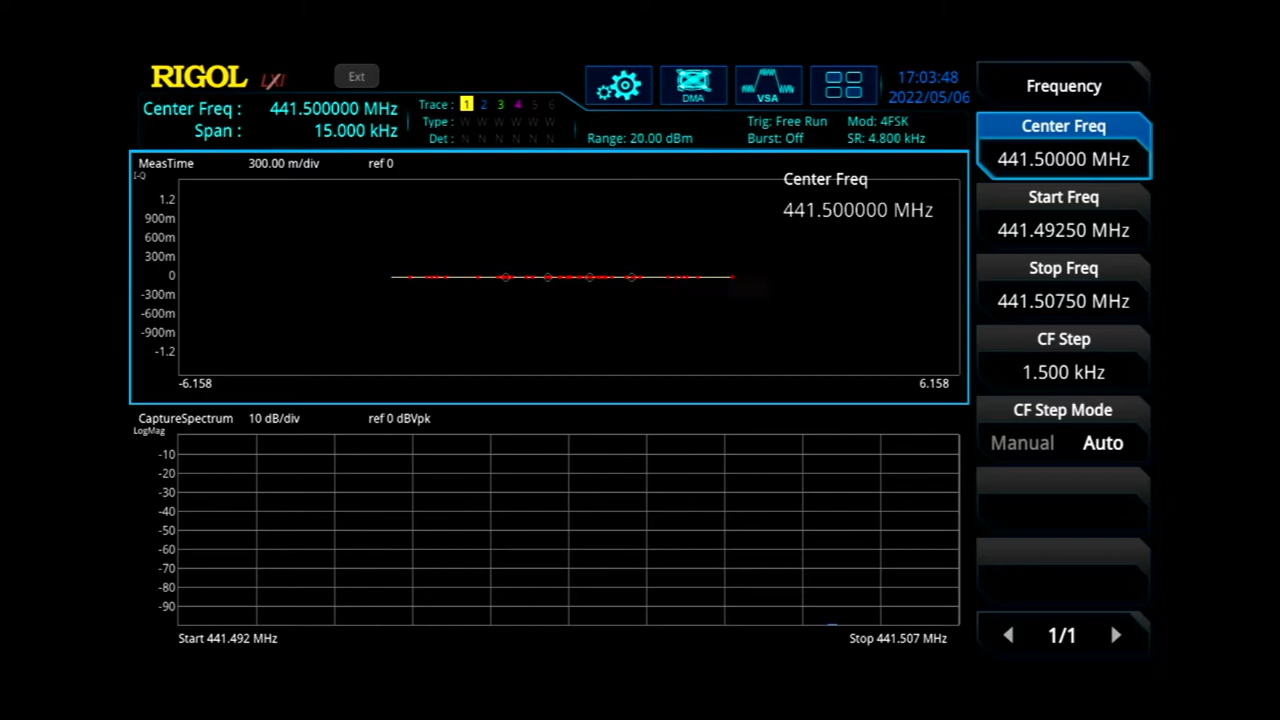 RIGOL
LXI
Ext
DMA
VSA
17:03:48
2022/05/06
Center Freq : 441.500000 MHz
Span : 15.000 kHz
Trace : 1 2 3 4 5 6
Type : W W W W W W
Det : N N N N N N
Range: 20.00 dBm
Trig: Free Run
Burst: Off
Mod: 4FSK
SR: 4.800 kHz
MeasTime 300.00 m/div ref 0
I-Q
Center Freq
441.500000 MHz
1.2
900m
600m
300m
0
-300m
-600m
-900m
-1.2
-6.158 6.158
CaptureSpectrum 10 dB/div ref 0 dBVpk
LogMag
-10
-20
-30
-40
-50
-60
-70
-80
-90
Start 441.492 MHz Stop 441.507 MHz
Frequency
Center Freq
441.50000 MHz
Start Freq
441.49250 MHz
Stop Freq
441.50750 MHz
CF Step
1.500 kHz
CF Step Mode
Manual Auto
1/1